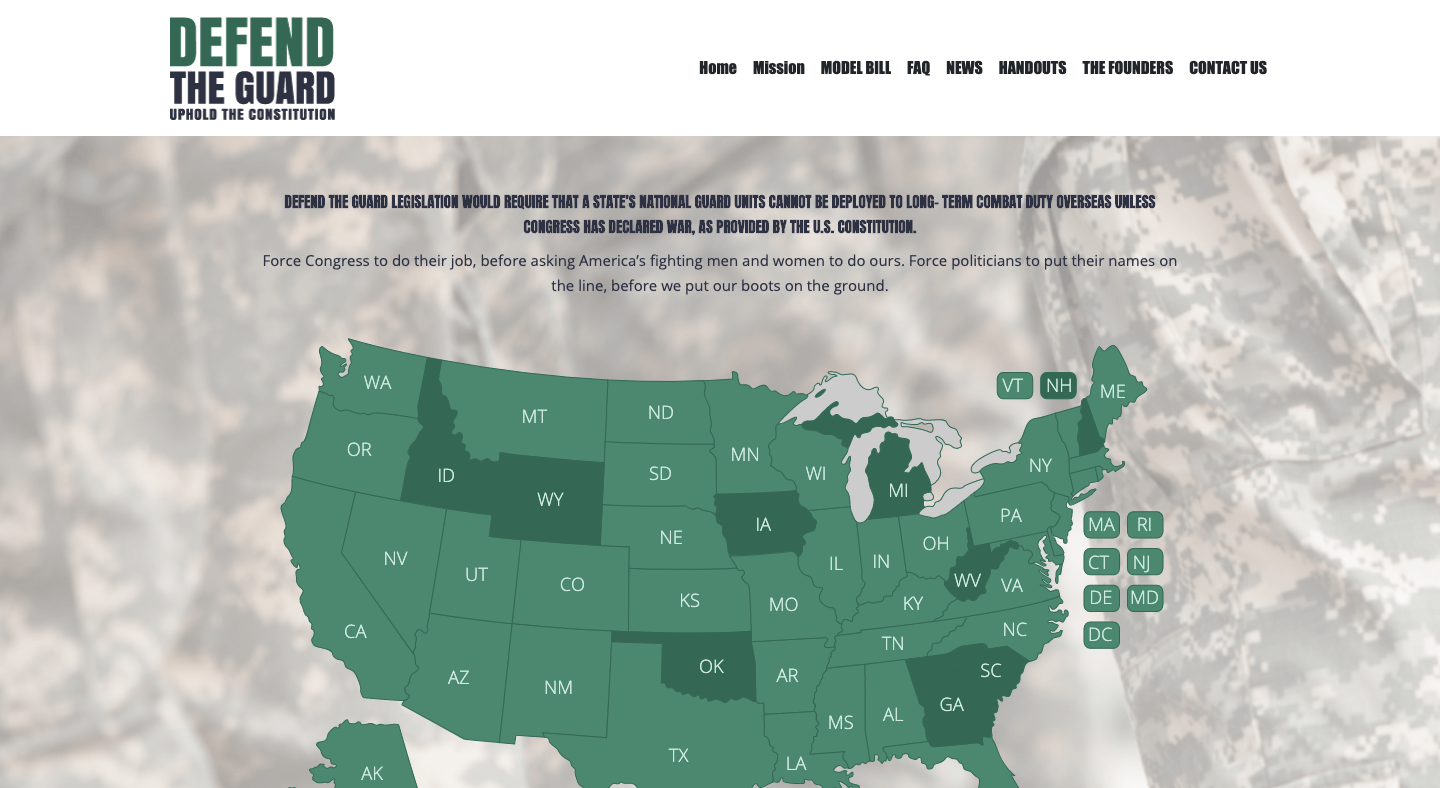 DEFEND
THE GUARD
UPHOLD THE CONSTITUTION
Home Mission MODEL BILL FAQ NEWS HANDOUTS THE FOUNDERS CONTACT US
DEFEND THE GUARD LEGISLATION WOULD REQUIRE THAT A STATE'S NATIONAL GUARD UNITS CANNOT BE DEPLOYED TO LONG- TERM COMBAT DUTY OVERSEAS UNLESS
CONGRESS HAS DECLARED WAR, AS PROVIDED BY THE U.S. CONSTITUTION.
Force Congress to do their job, before asking America’s fighting men and women to do ours. Force politicians to put their names on
the line, before we put our boots on the ground.
WA
VT NH
ME
MT
ND
OR
MN
NY
ID
SD
WI
MI
WY
PA
IA
MA RI
NE
OH
NV
IL
IN
CT NJ
UT
CO
WV
VA
KS
MO
KY
DE MD
CA
NC
DC
TN
OK
SC
AZ
NM
AR
GA
MS
AL
TX
LA
AK